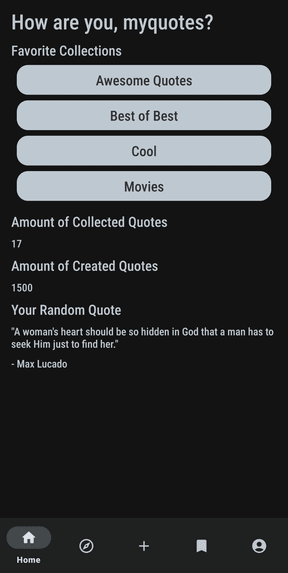 How are you, myquotes?
Favorite Collections
Awesome Quotes
Best of Best
Cool
Movies
Amount of Collected Quotes
17
Amount of Created Quotes
1500
Your Random Quote
"A woman's heart should be so hidden in God that a man has to
seek Him just to find her."
- Max Lucado
Home